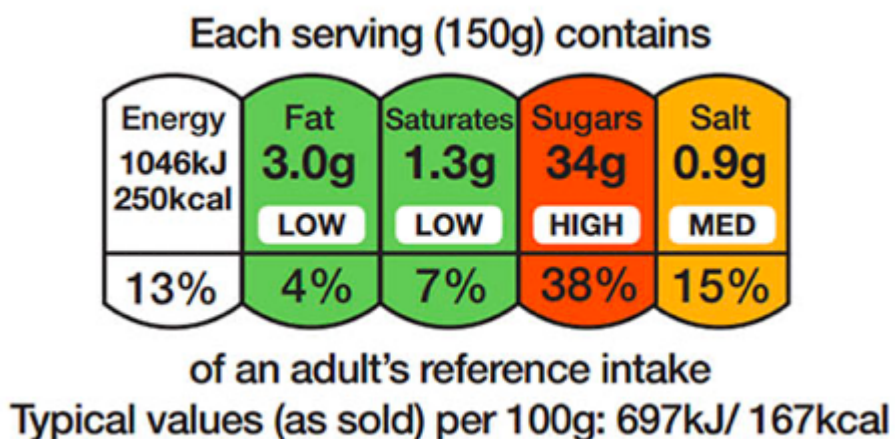 Each serving (150g) contains
Energy
1046kJ
250kcal
13%
Fat
3.0g
LOW
4%
Saturates
1.3g
LOW
7%
Sugars
34g
HIGH
38%
Salt
0.9g
MED
15%
of an adult's reference intake
Typical values (as sold) per 100g: 697kJ/ 167kcal